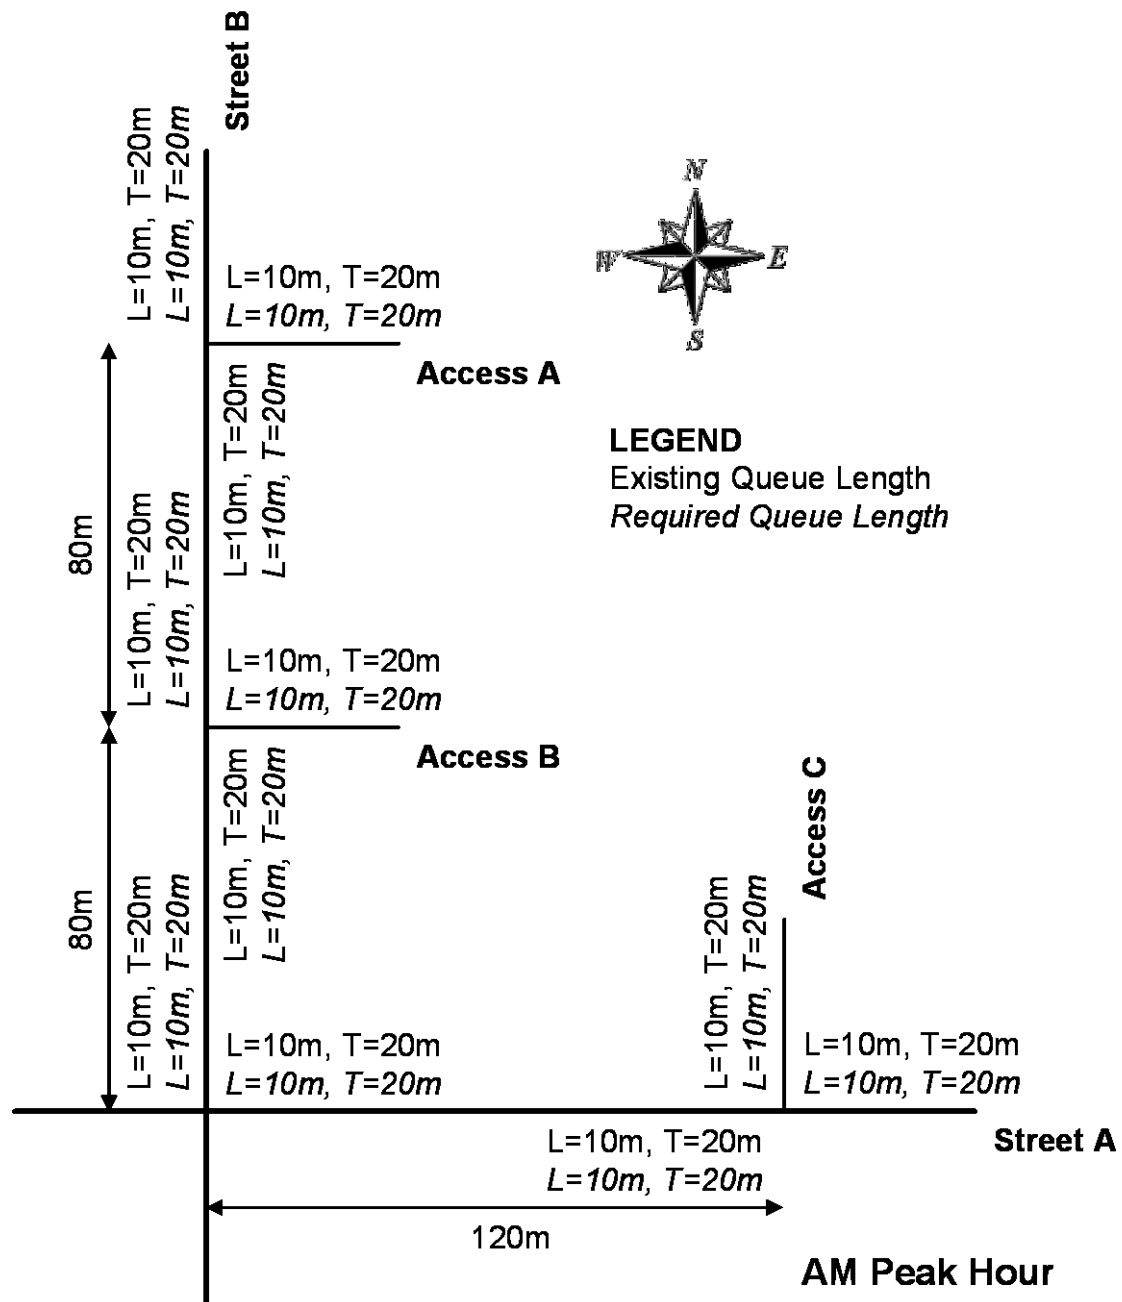 Street B
L=10m, T=20m
L=10m, T=20m
N
W
E
S
L=10m, T=20m
L=10m, T=20m
Access A
L=10m, T=20m
L=10m, T=20m
LEGEND
Existing Queue Length
Required Queue Length
80m
L=10m, T=20m
L=10m, T=20m
L=10m, T=20m
L=10m, T=20m
Access B
L=10m, T=20m
L=10m, T=20m
Access C
80m
L=10m, T=20m
L=10m, T=20m
L=10m, T=20m
L=10m, T=20m
L=10m, T=20m
L=10m, T=20m
L=10m, T=20m
L=10m, T=20m
Street A
L=10m, T=20m
L=10m, T=20m
120m
AM Peak Hour